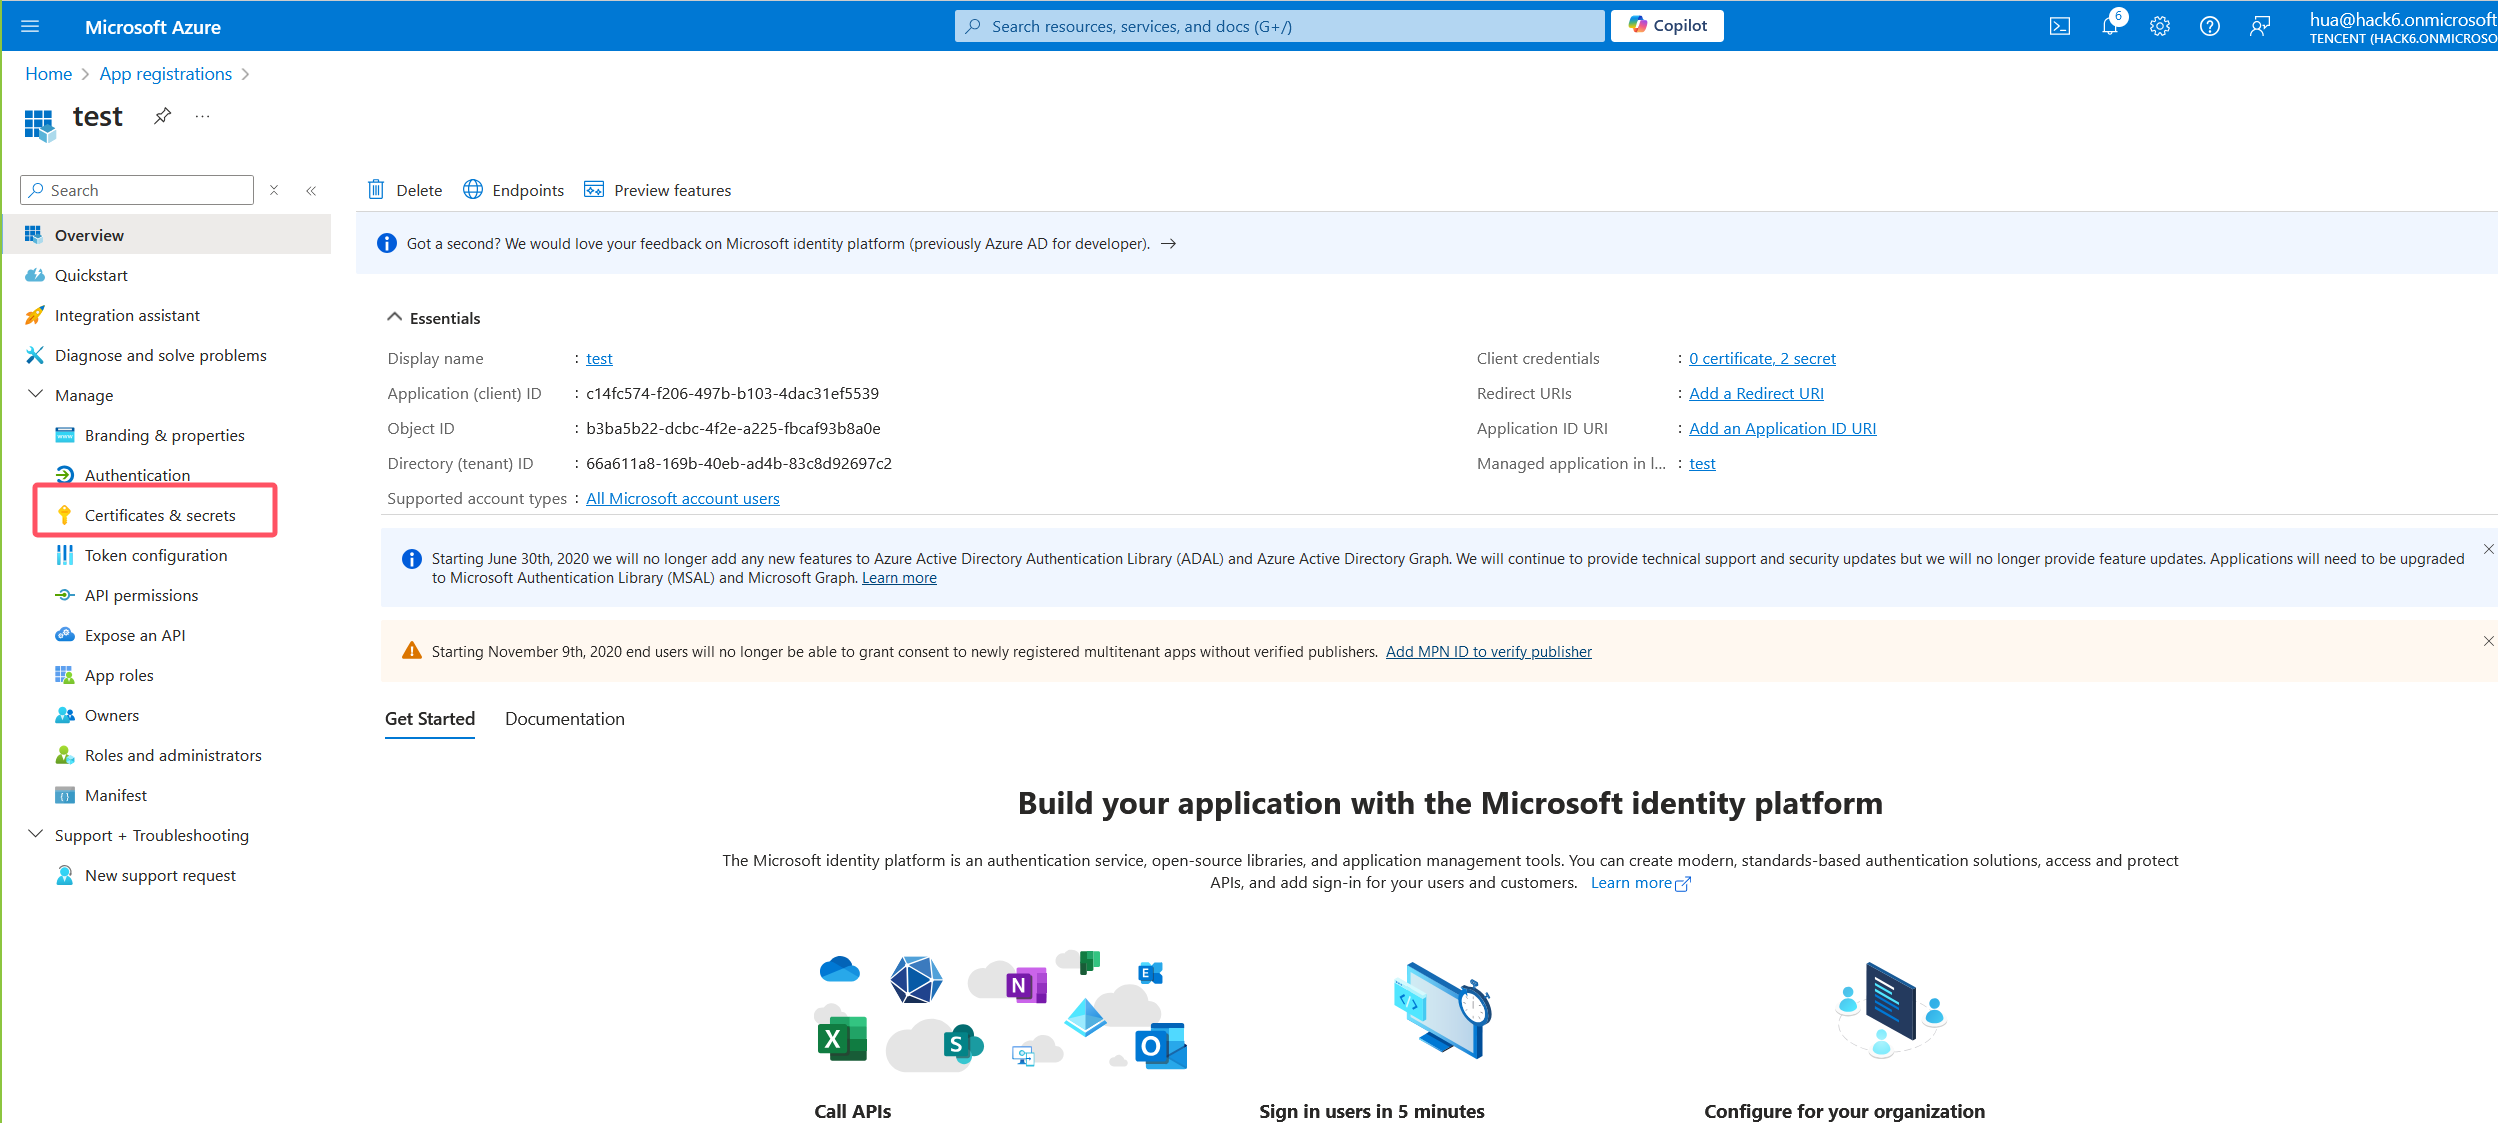 Microsoft Azure
Search resources, services, and docs (G+/)
Copilot
6
hua@hack6.onmicrosoft
TENCENT (HACK6.ONMICROSO
Home > App registrations >
test
...
Search
Delete
Endpoints
Preview features
Overview
Quickstart
Integration assistant
Diagnose and solve problems
Manage
Branding & properties
Authentication
Certificates & secrets
Token configuration
API permissions
Expose an API
App roles
Owners
Roles and administrators
Manifest
Support + Troubleshooting
New support request
Got a second? We would love your feedback on Microsoft identity platform (previously Azure AD for developer). →
Essentials
Display name : test
Application (client) ID : c14fc574-f206-497b-b103-4dac31ef5539
Object ID : b3ba5b22-dcbc-4f2e-a225-fbcaf93b8a0e
Directory (tenant) ID : 66a611a8-169b-40eb-ad4b-83c8d92697c2
Supported account types : All Microsoft account users
Client credentials : 0 certificate, 2 secret
Redirect URIs : Add a Redirect URI
Application ID URI : Add an Application ID URI
Managed application in l... : test
Starting June 30th, 2020 we will no longer add any new features to Azure Active Directory Authentication Library (ADAL) and Azure Active Directory Graph. We will continue to provide technical support and security updates but we will no longer provide feature updates. Applications will need to be upgraded
to Microsoft Authentication Library (MSAL) and Microsoft Graph. Learn more
Starting November 9th, 2020 end users will no longer be able to grant consent to newly registered multitenant apps without verified publishers. Add MPN ID to verify publisher
Get Started
Documentation
Build your application with the Microsoft identity platform
The Microsoft identity platform is an authentication service, open-source libraries, and application management tools. You can create modern, standards-based authentication solutions, access and protect
APIs, and add sign-in for your users and customers. Learn more
N
E
X
S
O
Call APIs
Sign in users in 5 minutes
Configure for your organization